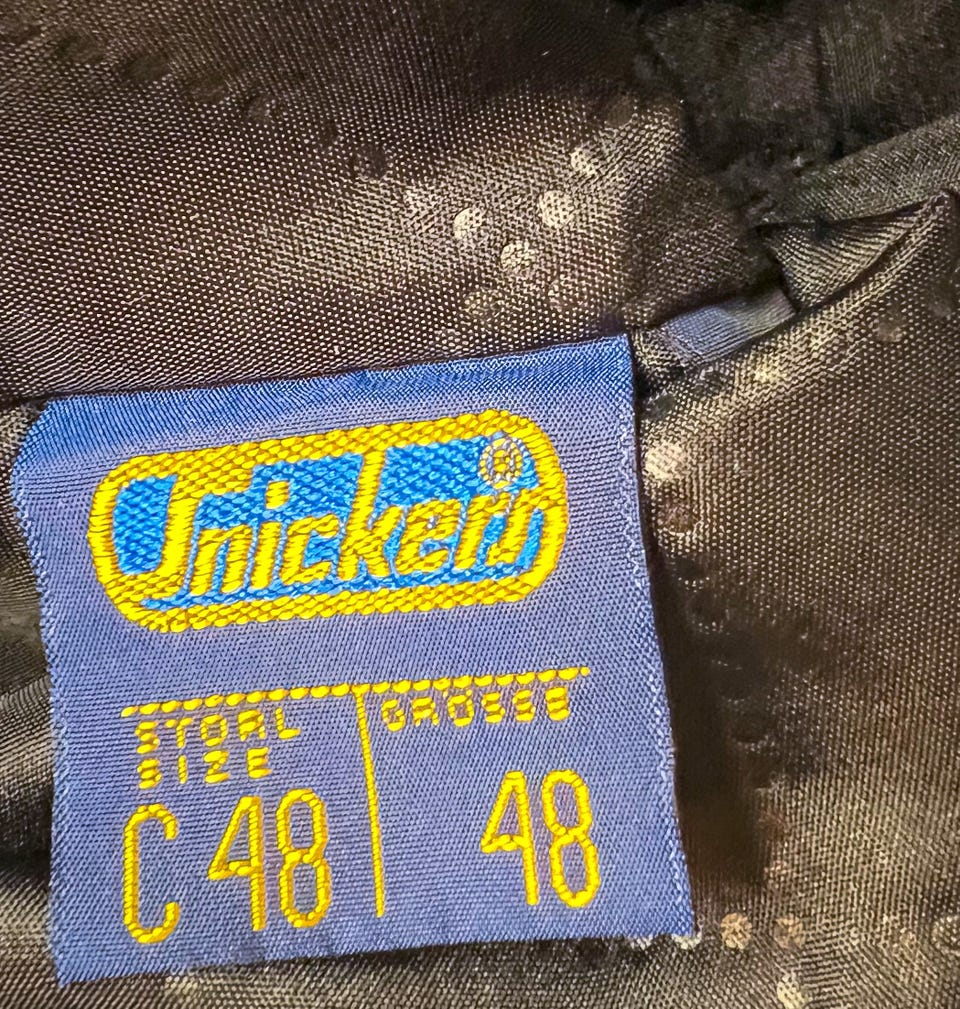 Snickers®
STORL
SIZE
C 48
GRÖSSE
48